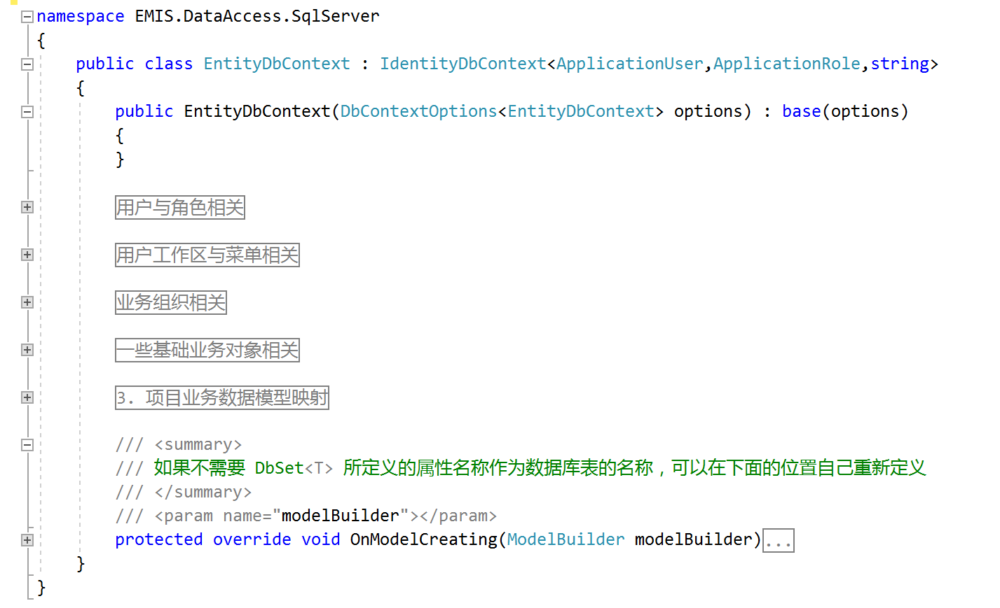 namespace EMIS.DataAccess.SqlServer
{
public class EntityDbContext : IdentityDbContext<ApplicationUser,ApplicationRole,string>
{
public EntityDbContext(DbContextOptions<EntityDbContext> options) : base(options)
{
}
用户与角色相关
用户工作区与菜单相关
业务组织相关
一些基础业务对象相关
3. 项目业务数据模型映射
/// <summary>
/// 如果不需要 DbSet<T> 所定义的属性名称作为数据库表的名称，可以在下面的位置自己重新定义
/// </summary>
/// <param name="modelBuilder"></param>
protected override void OnModelCreating(ModelBuilder modelBuilder)...
}
}